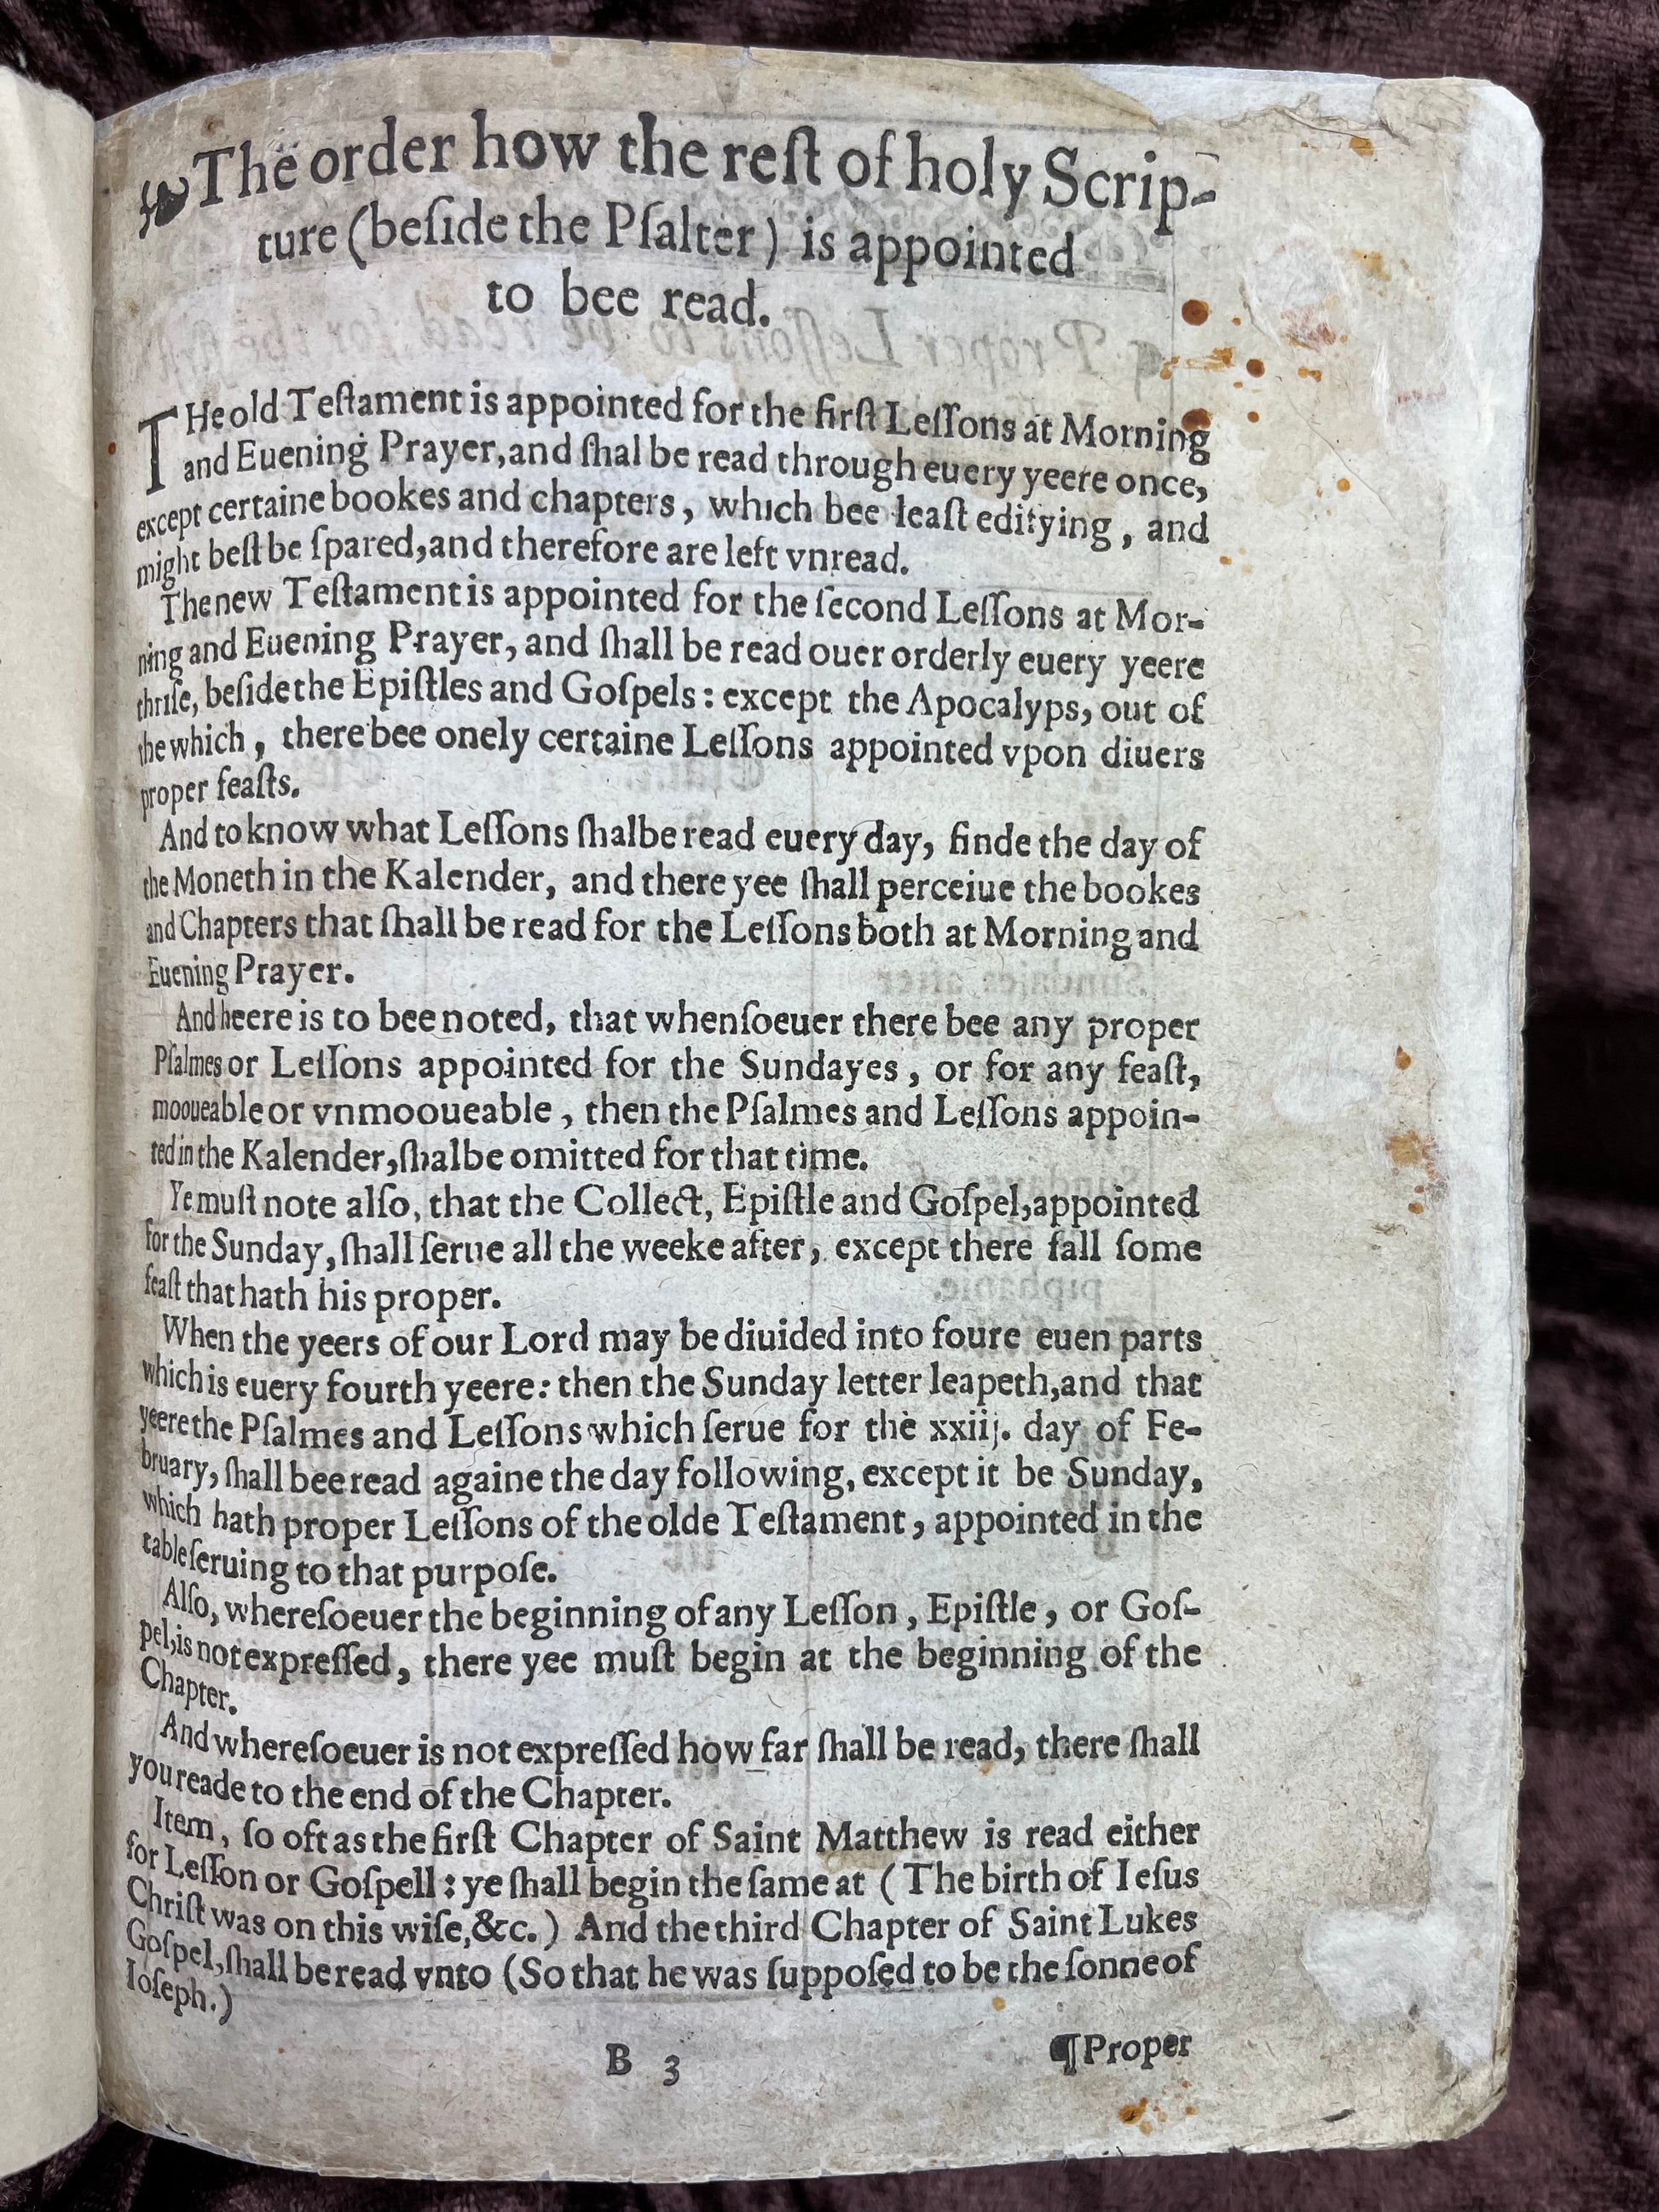 ❧The order how the reſt of holy Scrip-
ture (beſide the Pſalter) is appointed
to bee read.
THe old Teſtament is appointed for the firſt Leſſons at Morning
and Euening Prayer, and ſhal be read through euery yeere once,
except certaine bookes and chapters, which bee leaſt edifying, and
might beſt be ſpared, and therefore are left vnread.
The new Teſtament is appointed for the ſecond Leſſons at Mor-
ning and Euening Prayer, and ſhall be read ouer orderly euery yeere
thriſe, beſide the Epiſtles and Goſpels: except the Apocalyps, out of
the which, there bee onely certaine Leſſons appointed vpon diuers
proper feaſts.
And to know what Leſſons ſhalbe read euery day, finde the day of
the Moneth in the Kalender, and there yee ſhall perceiue the bookes
and Chapters that ſhall be read for the Leſſons both at Morning and
Euening Prayer.
And heere is to bee noted, that whenſoeuer there bee any proper
Pſalmes or Leſſons appointed for the Sundayes, or for any feaſt,
mooueable or vnmooueable, then the Pſalmes and Leſſons appoin-
ted in the Kalender, ſhalbe omitted for that time.
Ye muſt note alſo, that the Collect, Epiſtle and Goſpel, appointed
for the Sunday, ſhall ſerue all the weeke after, except there fall ſome
feaſt that hath his proper.
When the yeers of our Lord may be diuided into foure euen parts
which is euery fourth yeere: then the Sunday letter leapeth, and that
yeere the Pſalmes and Leſſons which ſerue for the xxiij. day of Fe-
bruary, ſhall bee read againe the day following, except it be Sunday,
which hath proper Leſſons of the olde Teſtament, appointed in the
table ſeruing to that purpoſe.
Alſo, whereſoeuer the beginning of any Leſſon, Epiſtle, or Goſ-
pel, is not expreſſed, there yee muſt begin at the beginning of the
Chapter.
And whereſoeuer is not expreſſed how far ſhall be read, there ſhall
you reade to the end of the Chapter.
Item, ſo oft as the firſt Chapter of Saint Matthew is read either
for Leſſon or Goſpell: ye ſhall begin the ſame at (The birth of Ieſus
Chriſt was on this wiſe, &c.) And the third Chapter of Saint Lukes
Goſpel, ſhall be read vnto (So that he was ſuppoſed to be the ſonne of
Ioſeph.)
B 3
¶Proper